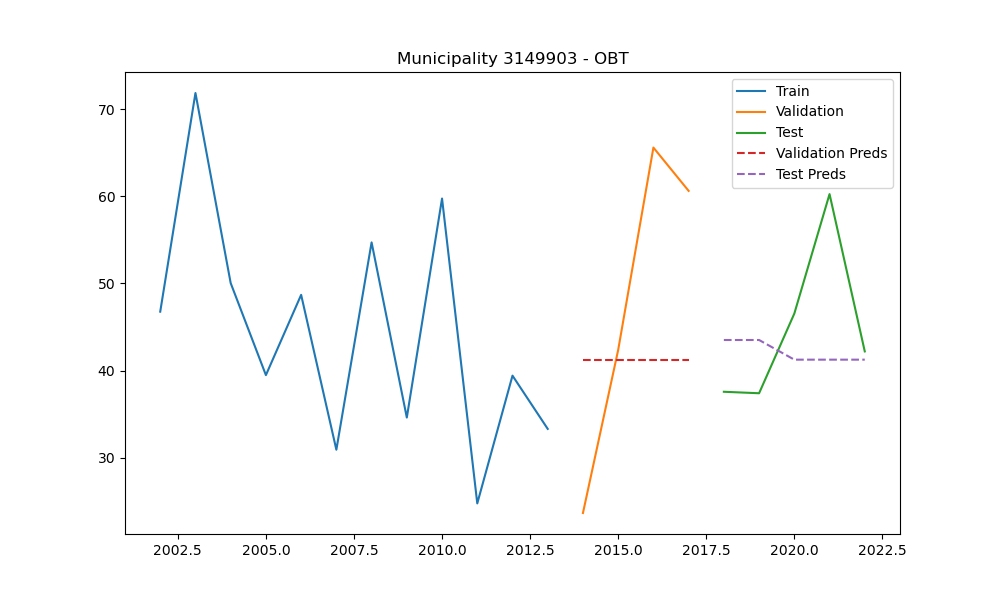 Municipality 3149903 - OBT
Train
Validation
Test
Validation Preds
Test Preds
70
60
50
40
30
2002.5 2005.0 2007.5 2010.0 2012.5 2015.0 2017.5 2020.0 2022.5